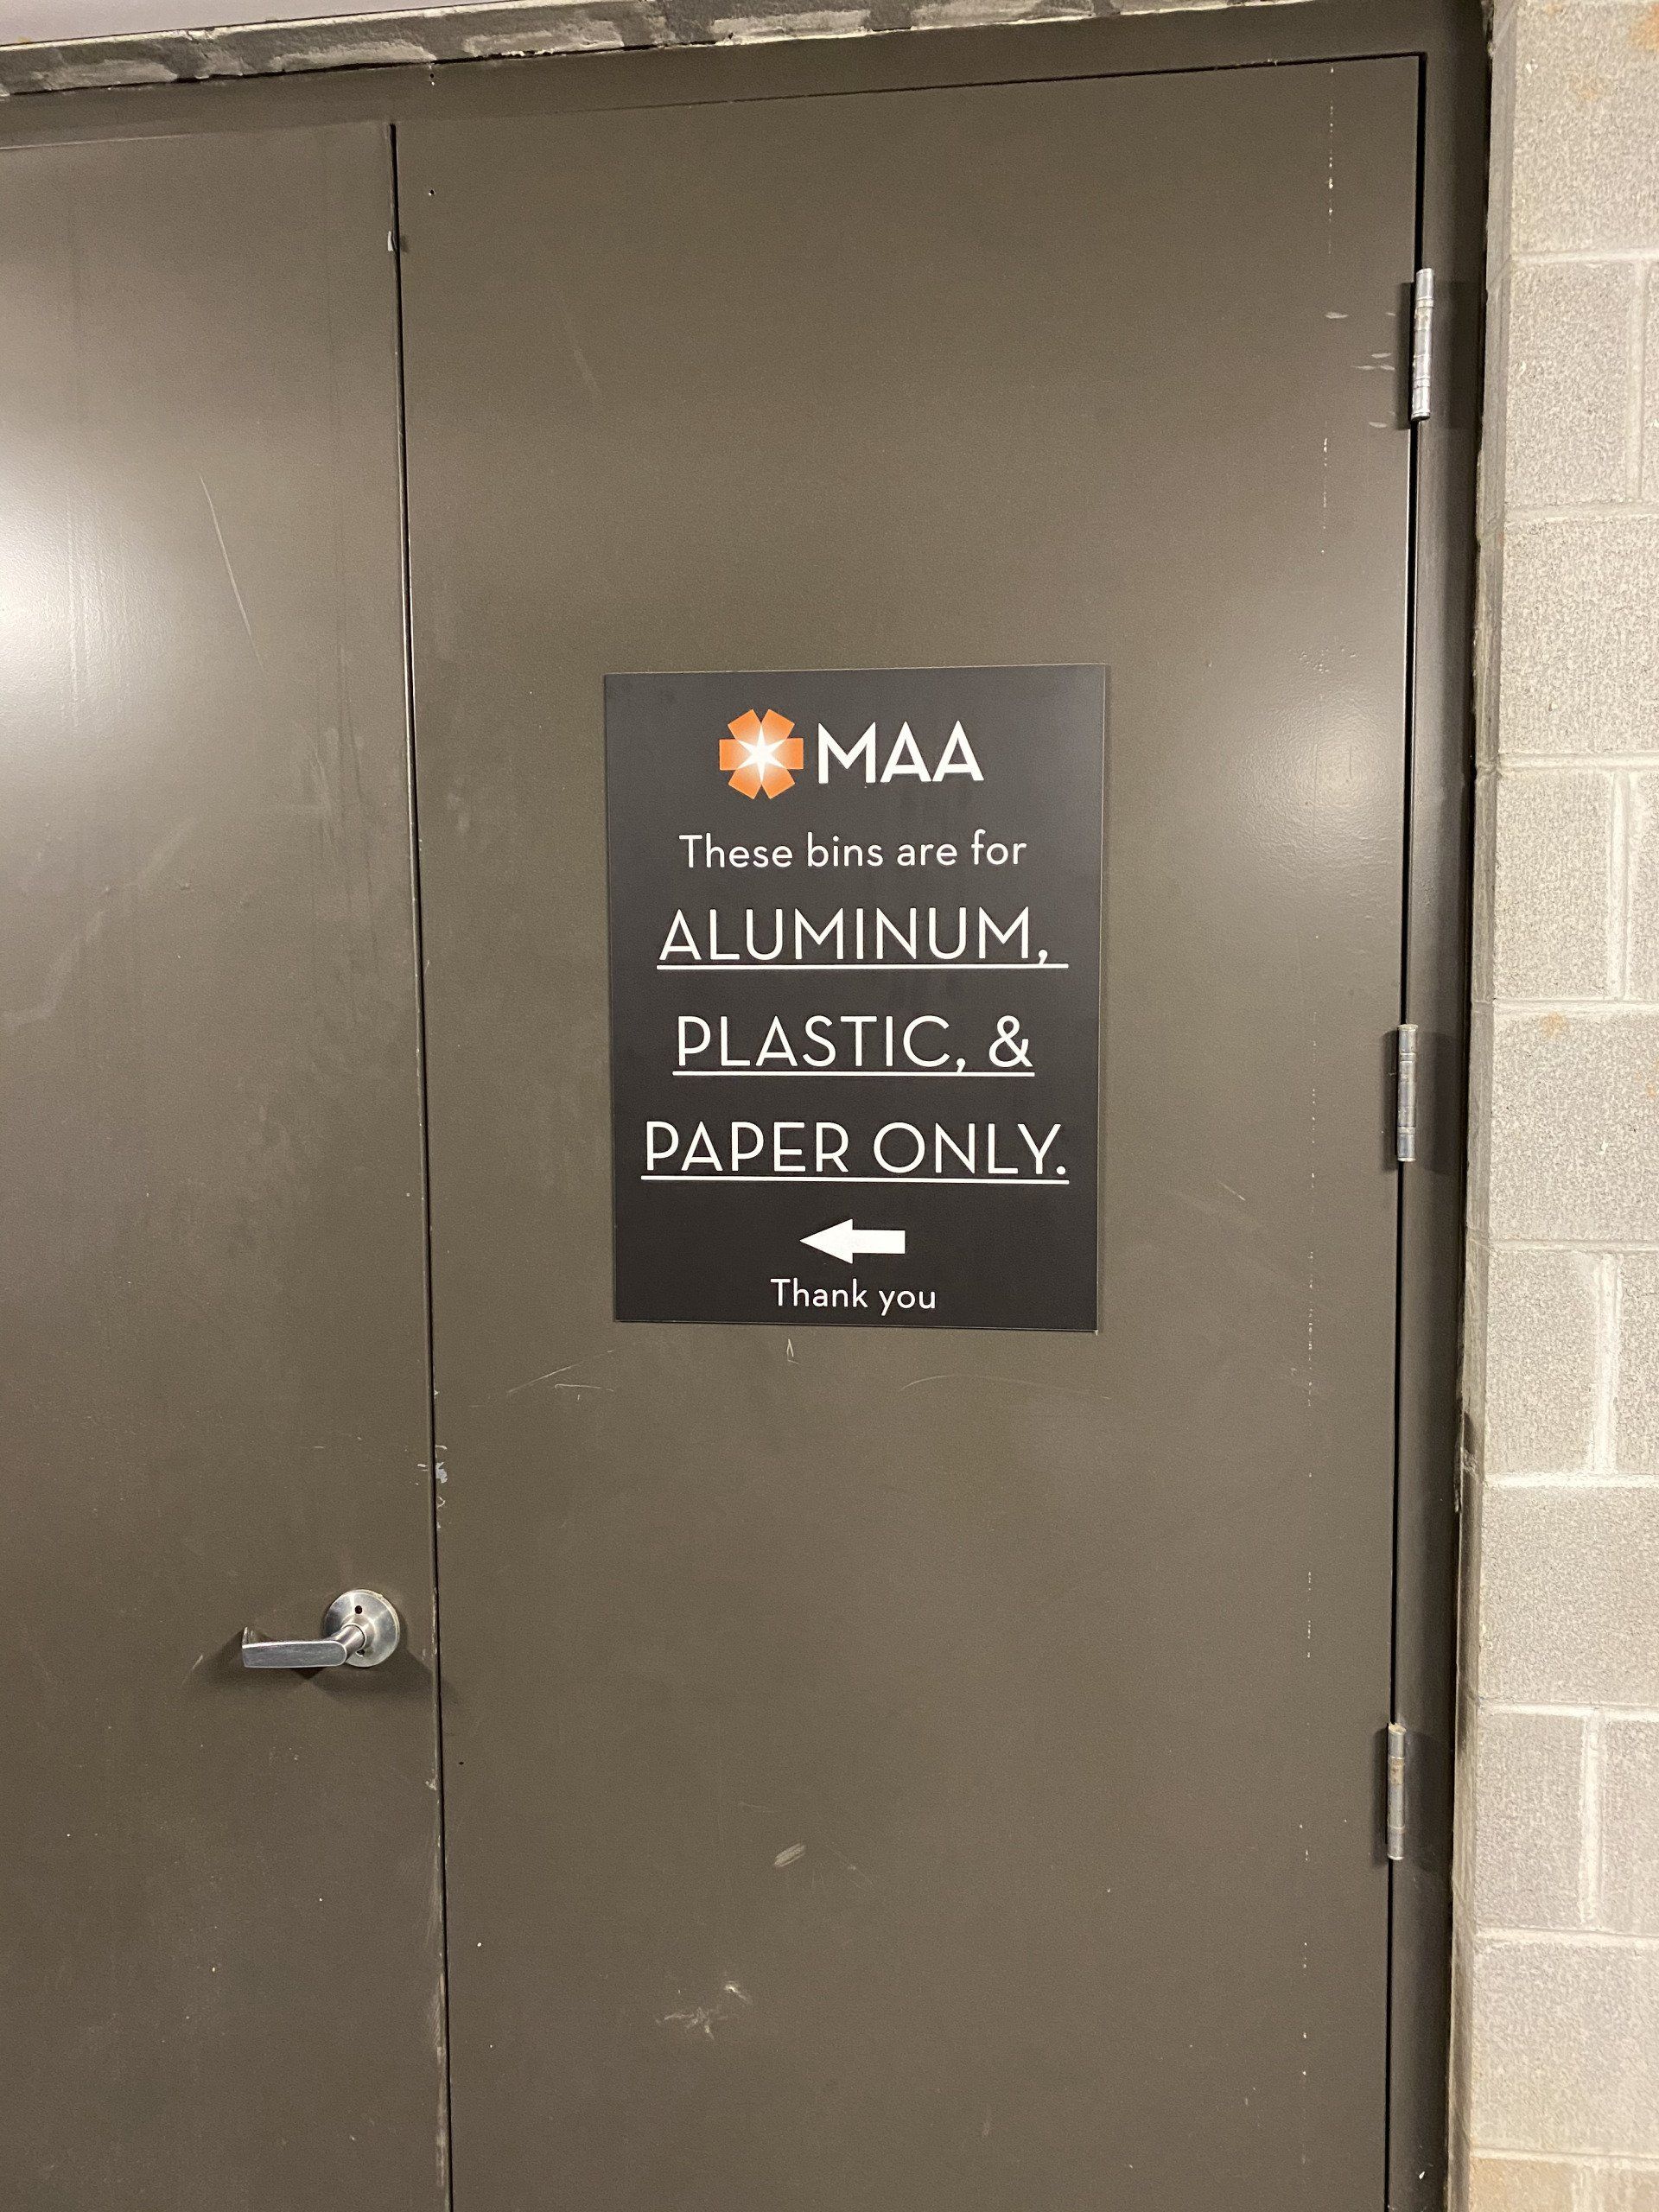 MAA
These bins are for
ALUMINUM,
PLASTIC, &
PAPER ONLY.
Thank you